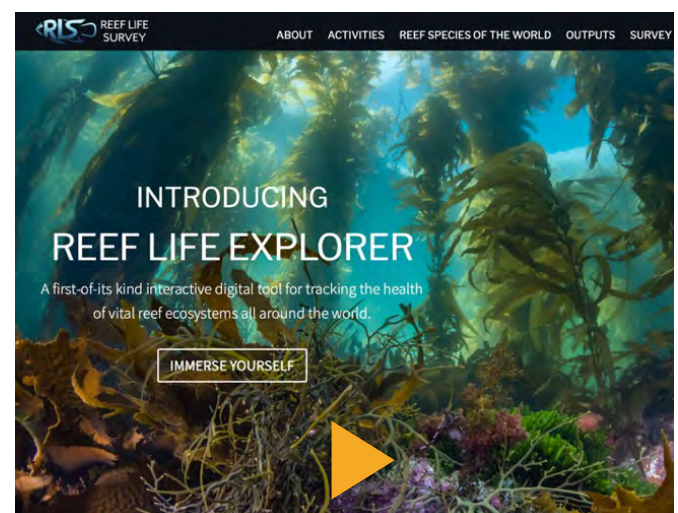 RLS REEF LIFE SURVEY
ABOUT ACTIVITIES REEF SPECIES OF THE WORLD OUTPUTS SURVEY
INTRODUCING
REEF LIFE EXPLORER
A first-of-its kind interactive digital tool for tracking the health
of vital reef ecosystems all around the world.
IMMERSE YOURSELF